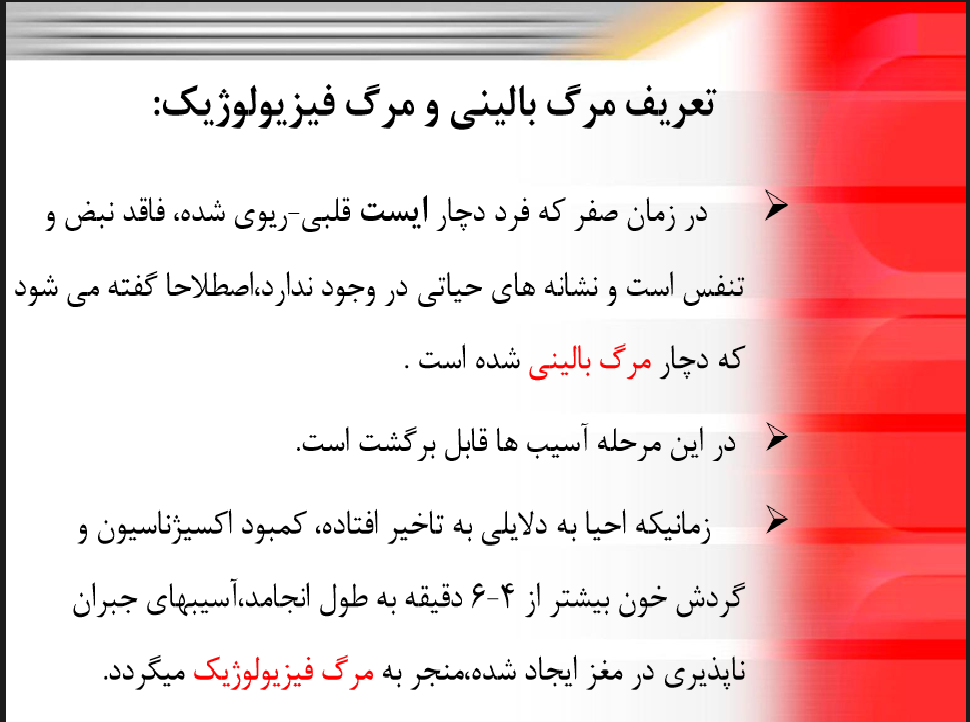 تعریف مرگ بالینی و مرگ فیزیولوژیک:
در زمان صفر که فرد دچار ایست قلبی-ریوی شده، فاقد نبض و
تنفس است و نشانه های حیاتی در وجود ندارد،اصطلاحا گفته می شود
که دچار مرگ بالینی شده است .
در این مرحله آسیب ها قابل برگشت است.
زمانیکه احیا به دلایلی به تاخیر افتاده، کمبود اکسیژناسیون و
گردش خون بیشتر از ۴-۶ دقیقه به طول انجامد،آسیبهای جبران
ناپذیری در مغز ایجاد شده،منجر به مرگ فیزیولوژیک میگردد.